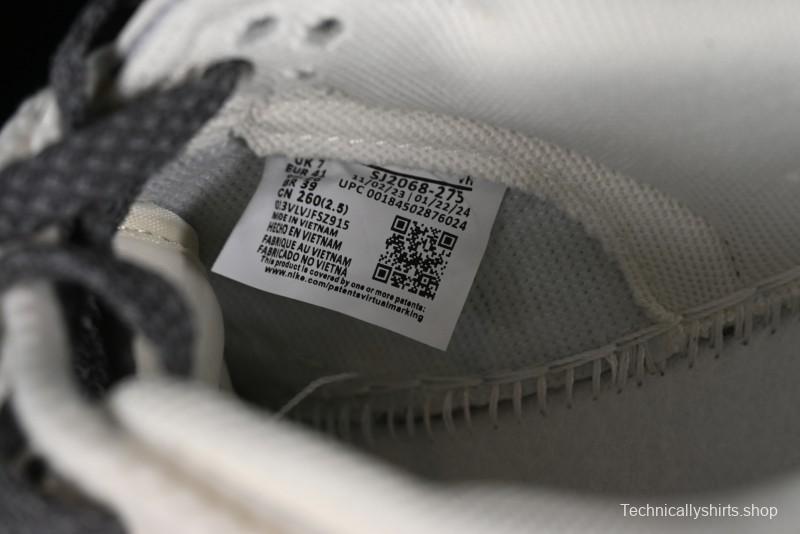 UK 7
EUR 41
BR 39
CN 260(2.5)
013VLVJFSZ915
MADE IN VIETNAM
HECHO EN VIETNAM
FABRIQUE AU VIETNAM
FABRICADO NO VIETNÃ
This product is covered by one or more patents:
www.nike.com/patentsvirtualmarking
SJ2068-275
11/02/23 | 01/22/24
UPC 00184502876024
Technicallyshirts.shop